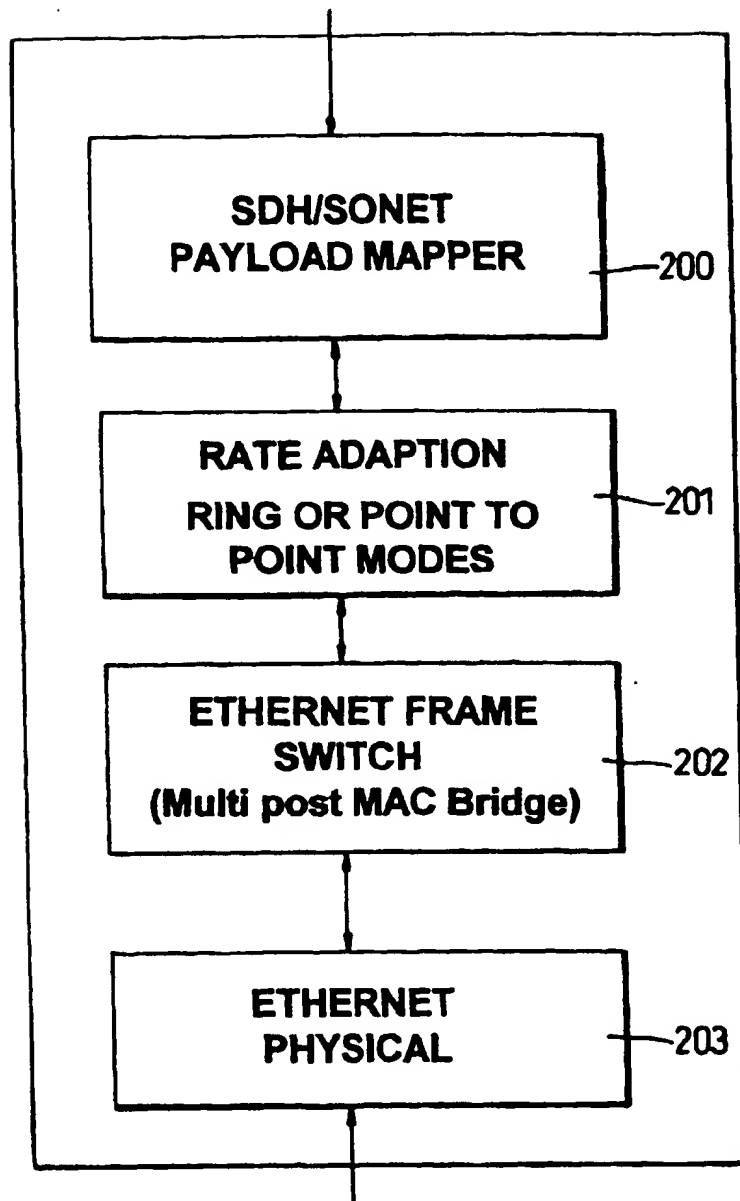 SDH/SONET
PAYLOAD MAPPER
200
RATE ADAPTION
RING OR POINT TO
POINT MODES
201
ETHERNET FRAME
SWITCH
(Multi post MAC Bridge)
202
ETHERNET
PHYSICAL
203